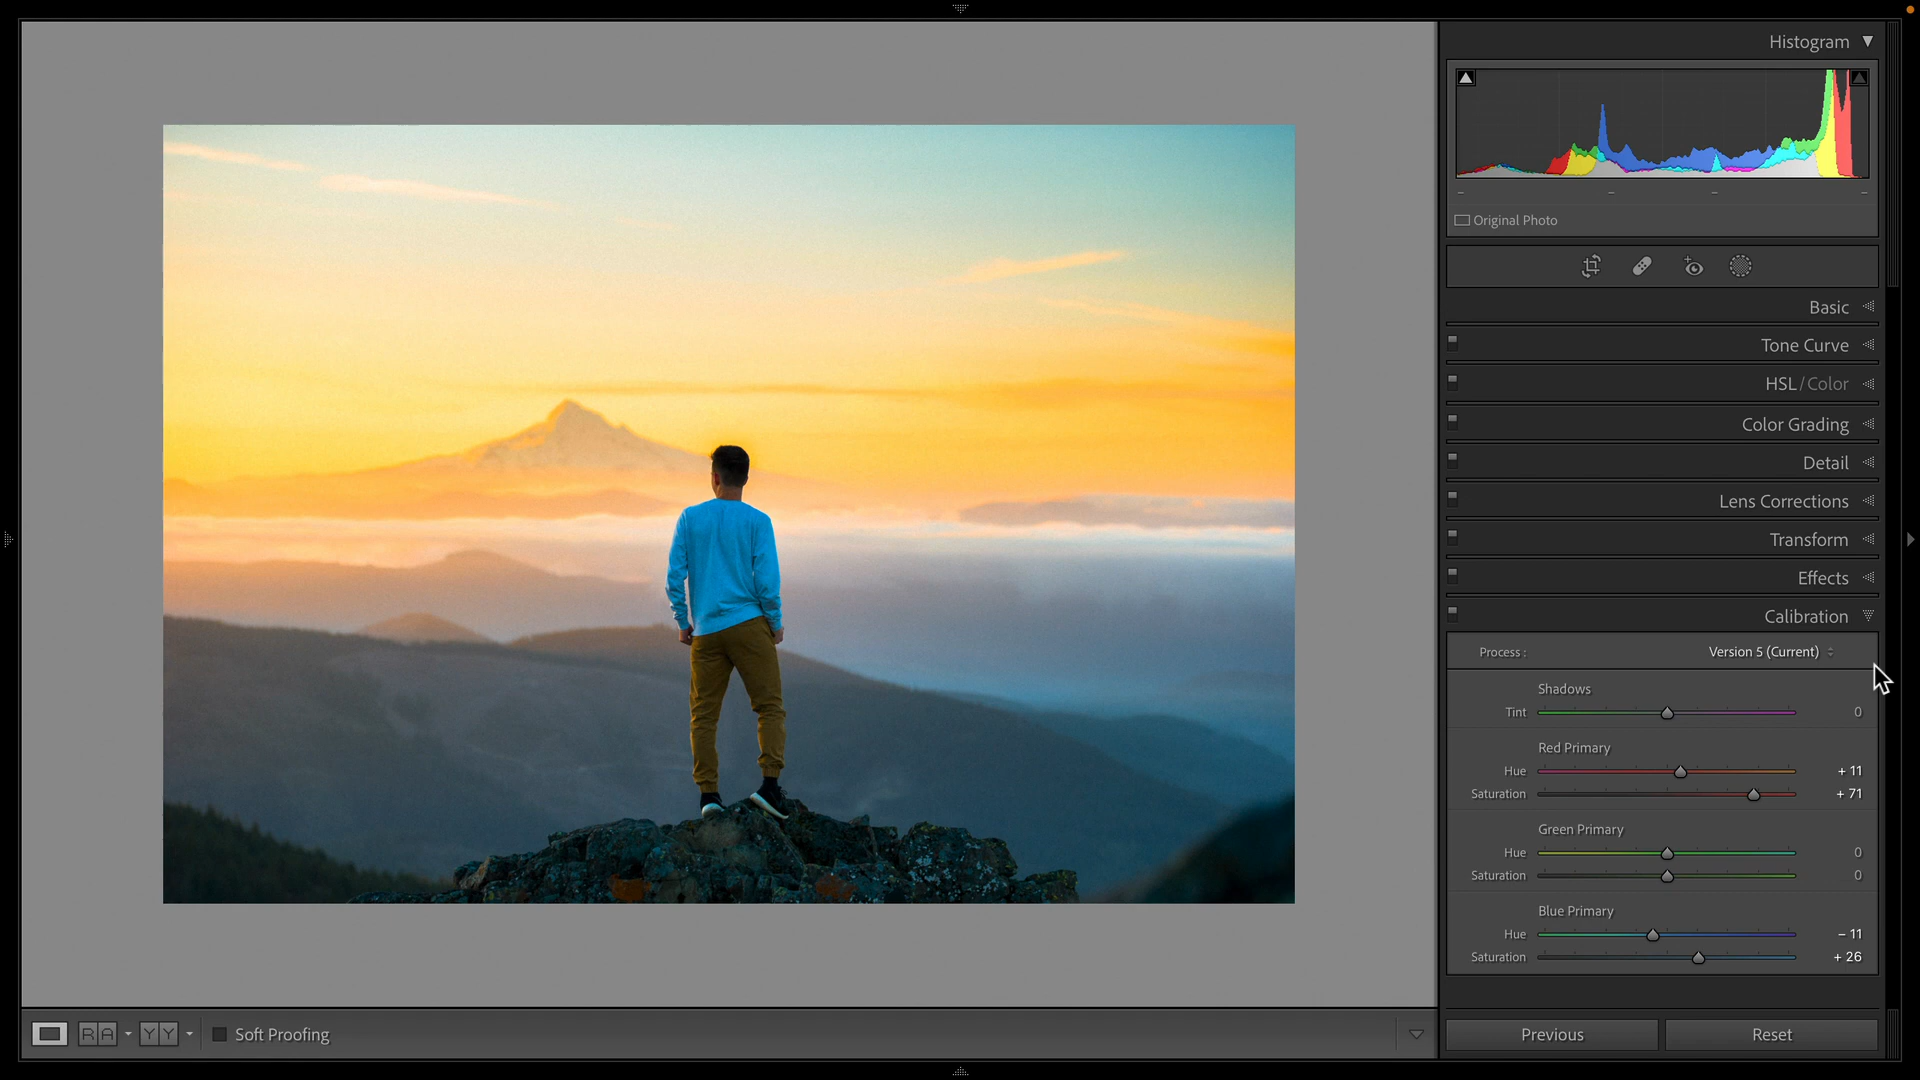 Histogram
Original Photo
Basic
Tone Curve
HSL / Color
Color Grading
Detail
Lens Corrections
Transform
Effects
Calibration
Process : Version 5 (Current)
Shadows
Tint 0
Red Primary
Hue + 11
Saturation + 71
Green Primary
Hue 0
Saturation 0
Blue Primary
Hue − 11
Saturation + 26
R A Y Y Soft Proofing
Previous Reset